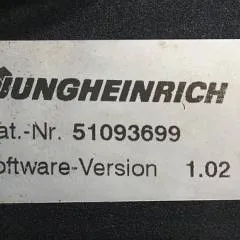 JUNGHEINRICH
at.-Nr. 51093699
oftware-Version 1.02